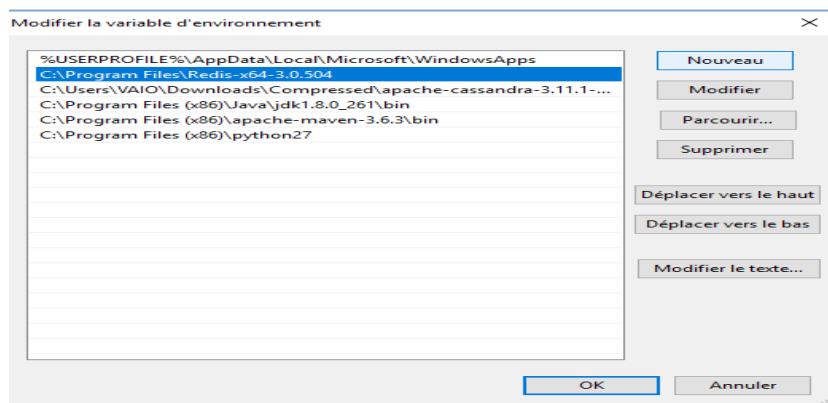 Modifier la variable d'environnement
%USERPROFILE%\AppData\Local\Microsoft\WindowsApps
C:\Program Files\Redis-x64-3.0.504
C:\Users\VAIO\Downloads\Compressed\apache-cassandra-3.11.1-...
C:\Program Files (x86)\Java\jdk1.8.0_261\bin
C:\Program Files (x86)\apache-maven-3.6.3\bin
C:\Program Files (x86)\python27
Nouveau
Modifier
Parcourir...
Supprimer
Déplacer vers le haut
Déplacer vers le bas
Modifier le texte...
OK
Annuler